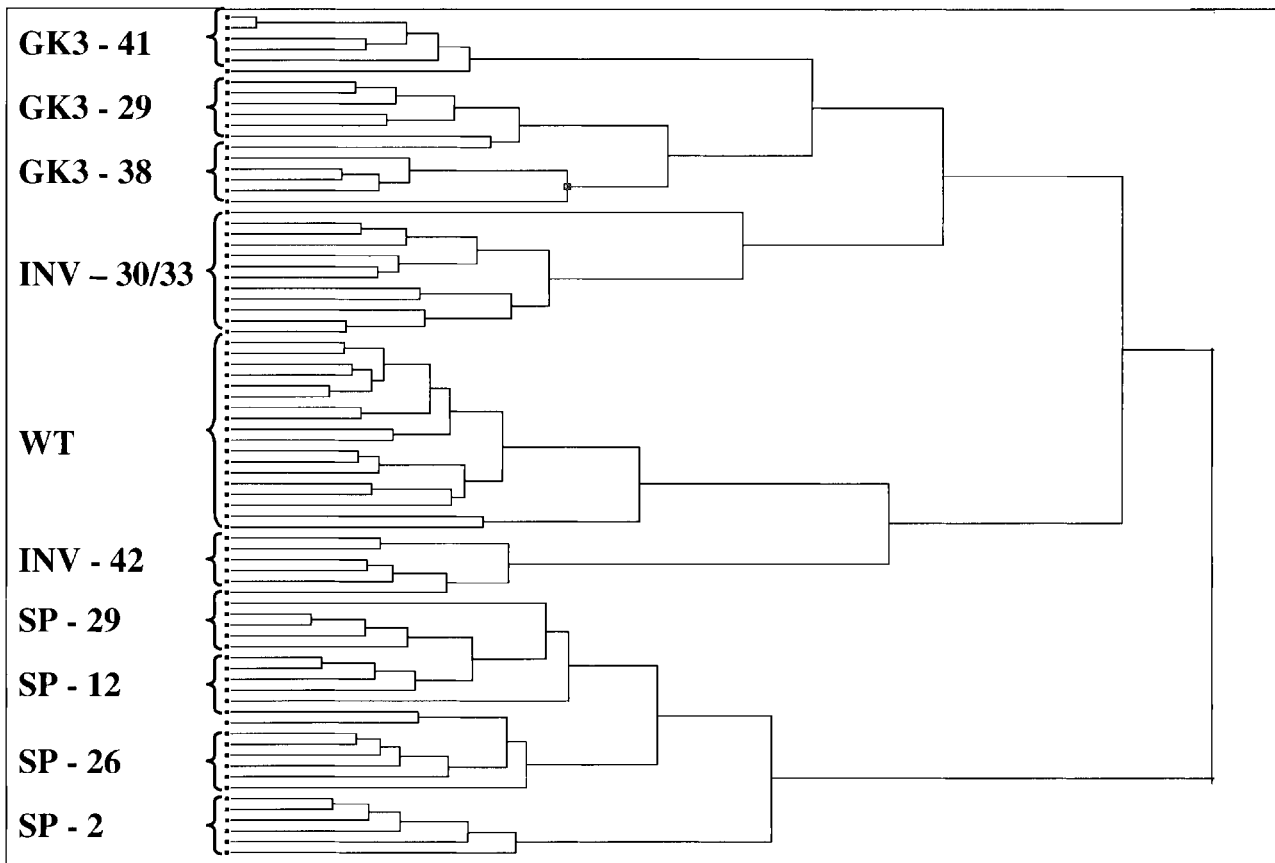 GK3 - 41
GK3 - 29
GK3 - 38
INV – 30/33
WT
INV - 42
SP - 29
SP - 12
SP - 26
SP - 2